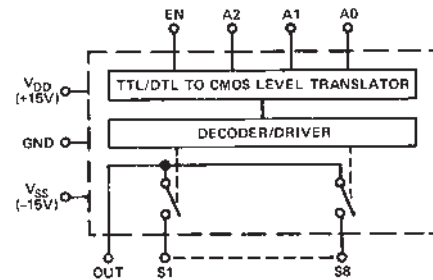 EN A2 A1 A0
VDD
(+15V)
TTL/DTL TO CMOS LEVEL TRANSLATOR
GND
DECODER/DRIVER
VSS
(−15V)
OUT S1 S8